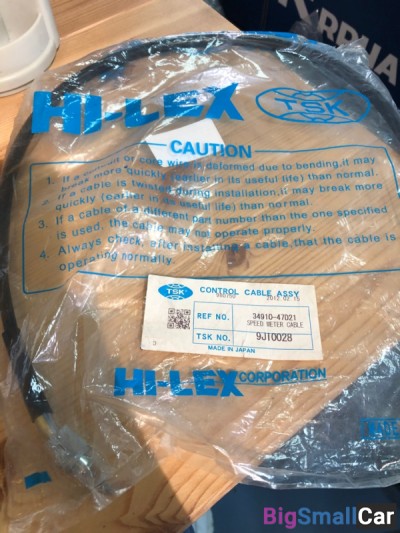 HI-LEX
TSK
CAUTION
1. If a conduit or core wire is deformed due to bending, it may
break more quickly (earlier in its useful life) than normal.
2. If a cable is twisted during installation, it may break more
quickly (earlier in its useful life) than normal.
3. If a cable of a different part number than the one specified
is used, the cable may not operate properly.
4. Always check, after installing a cable, that the cable is
operating normally.
TSK CONTROL CABLE ASSY
REF NO. 34910-47021
SPEED METER CABLE
TSK NO. 9JT0028
MADE IN JAPAN
HI-LEX CORPORATION
MADE
BigSmallCar